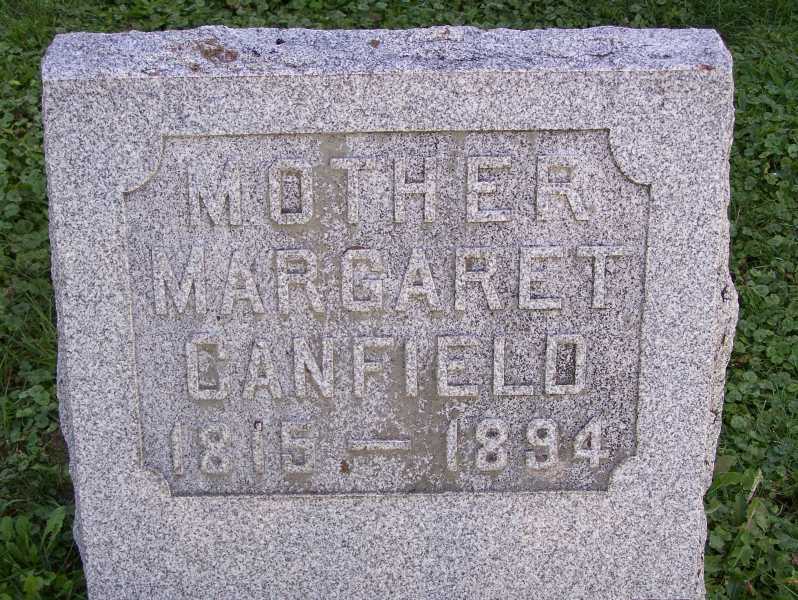 MOTHER
MARGARET
CANFIELD
1815 — 1894